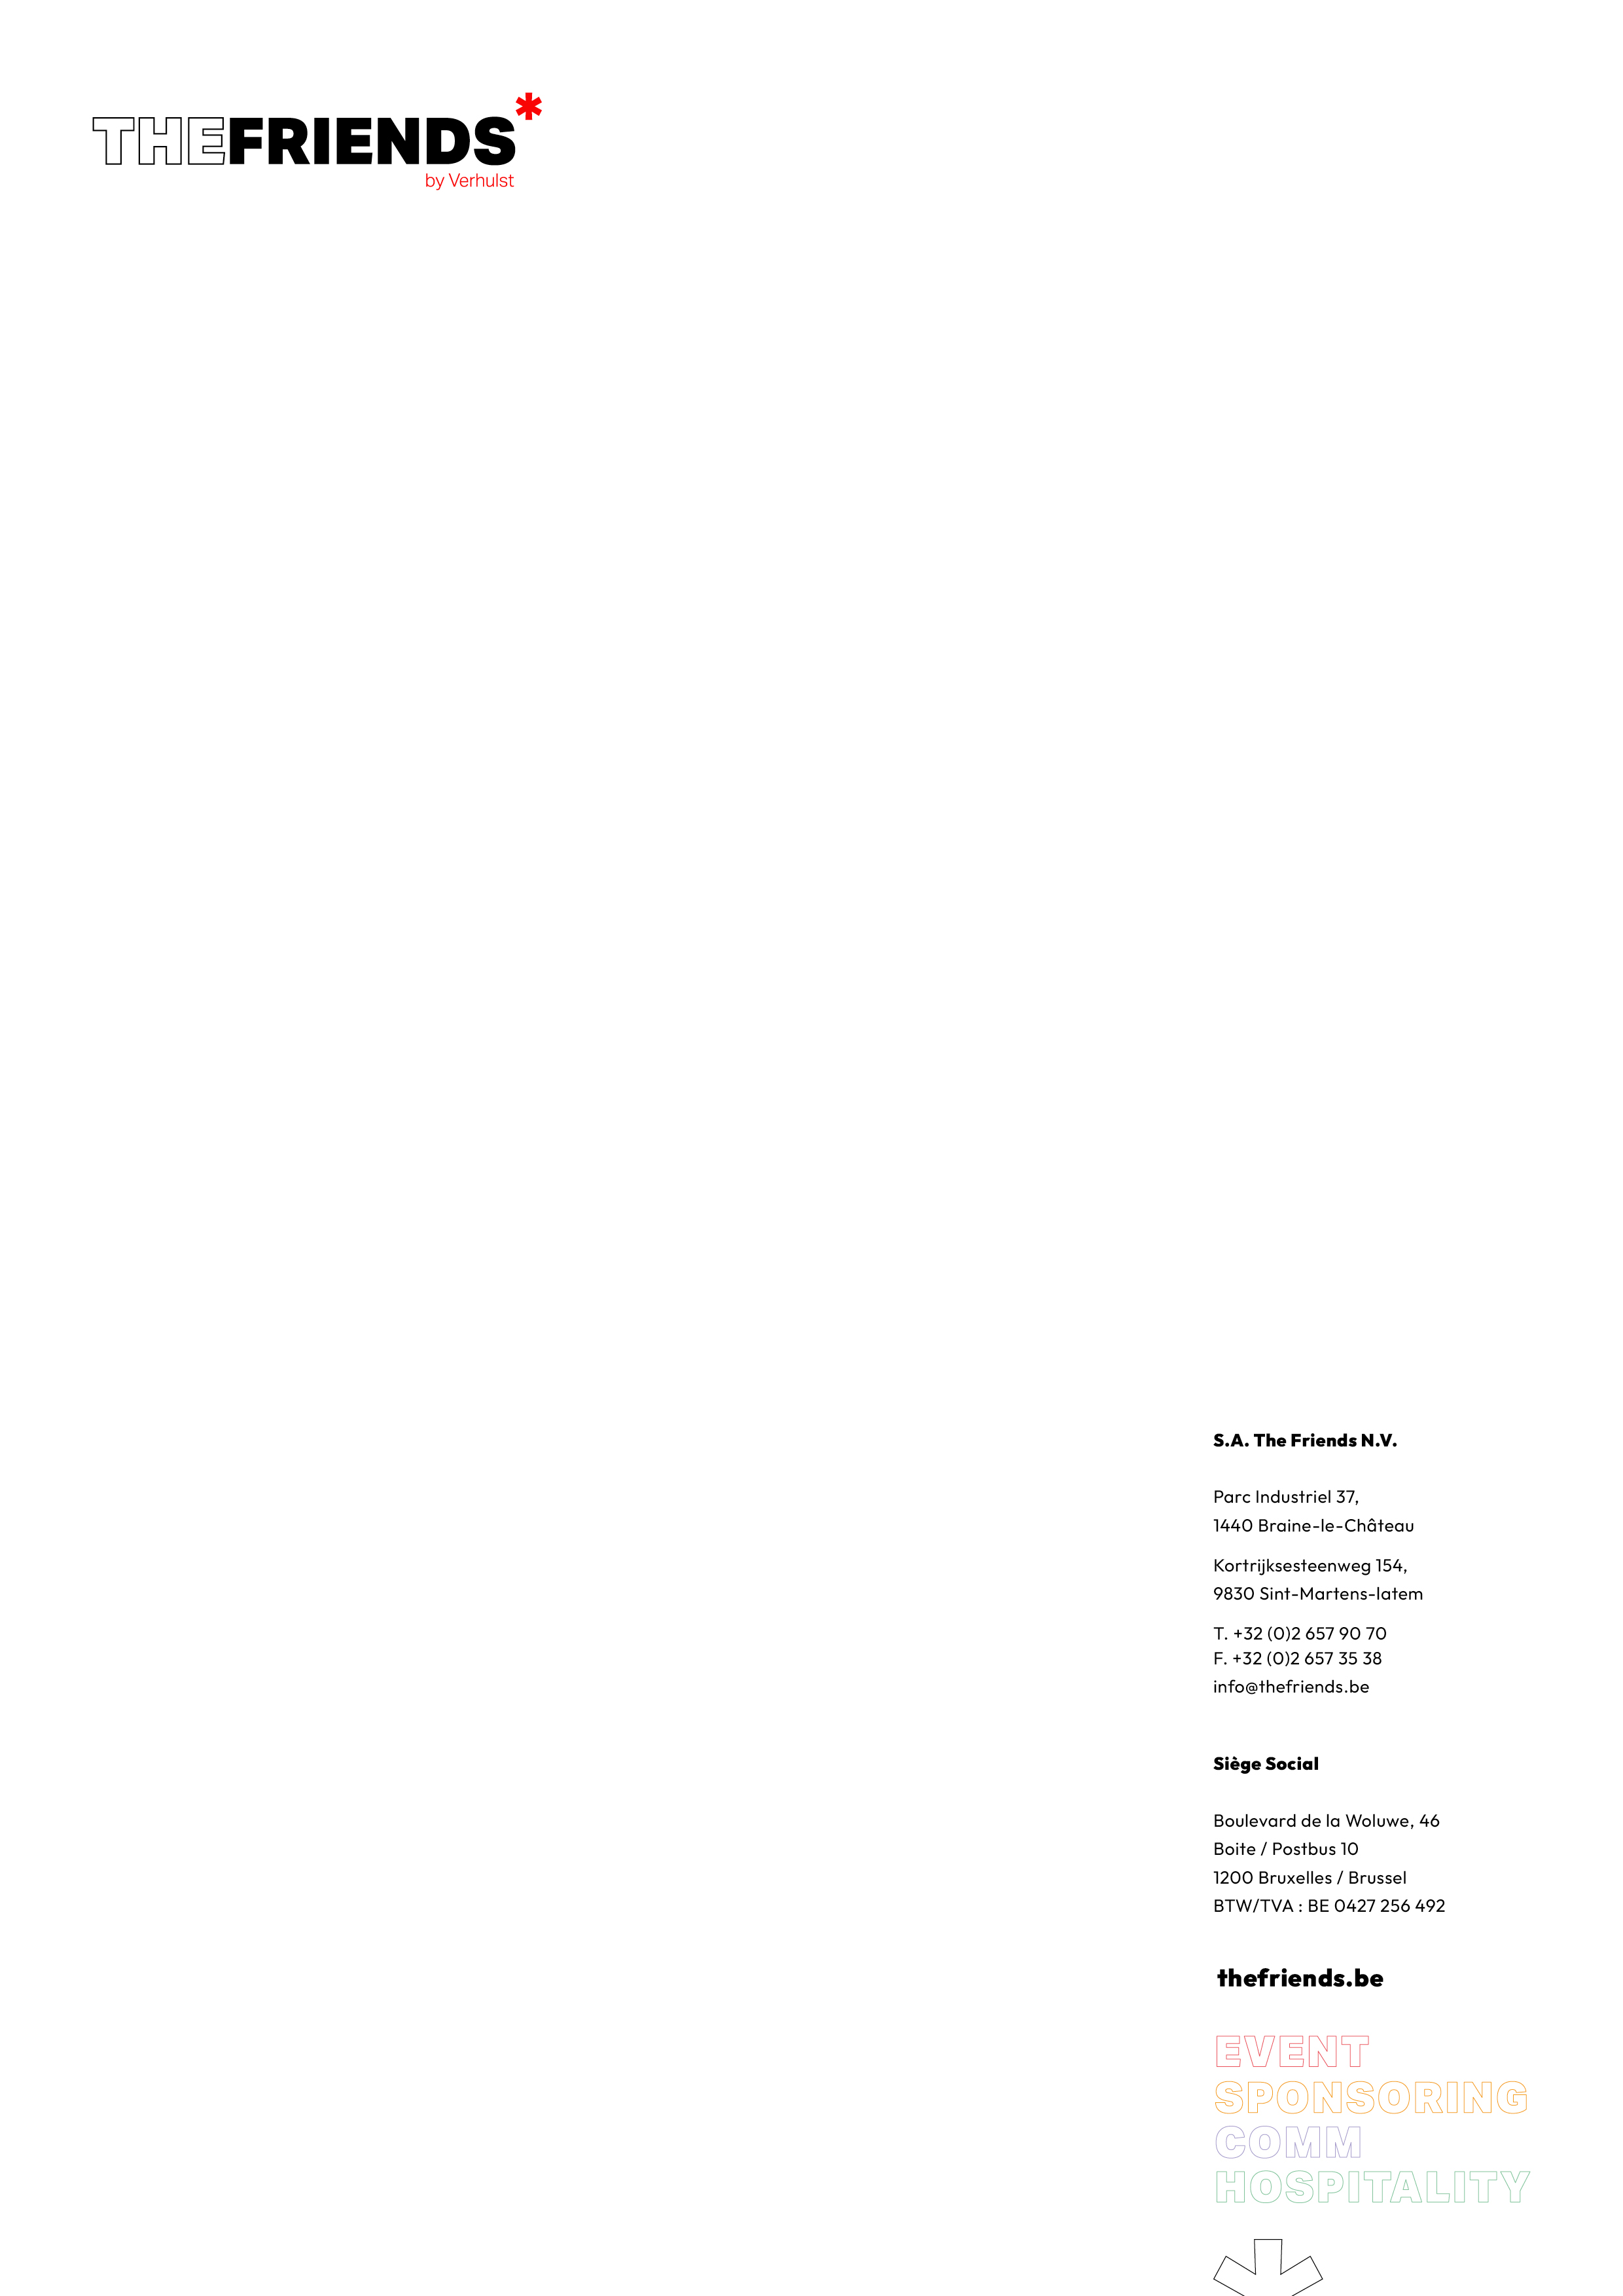 THEFRIENDS*
by Verhulst
S.A. The Friends N.V.
Parc Industriel 37,
1440 Braine-le-Château
Kortrijksesteenweg 154,
9830 Sint-Martens-latem
T. +32 (0)2 657 90 70
F. +32 (0)2 657 35 38
info@thefriends.be
Siège Social
Boulevard de la Woluwe, 46
Boite / Postbus 10
1200 Bruxelles / Brussel
BTW/TVA : BE 0427 256 492
thefriends.be
EVENT
SPONSORING
COMM
HOSPITALITY